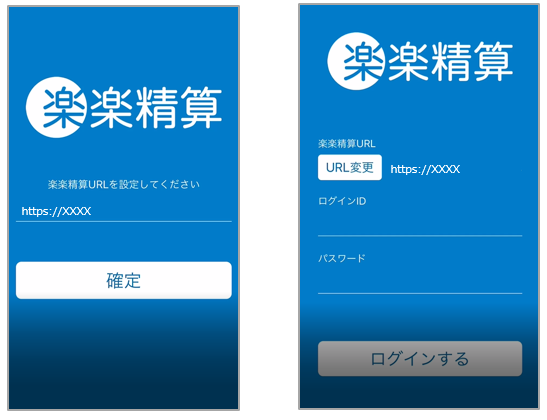 楽楽精算
楽楽精算URLを設定してください
https://XXXX
確定
楽楽精算
楽楽精算URL
URL変更 https://XXXX
ログインID
パスワード
ログインする